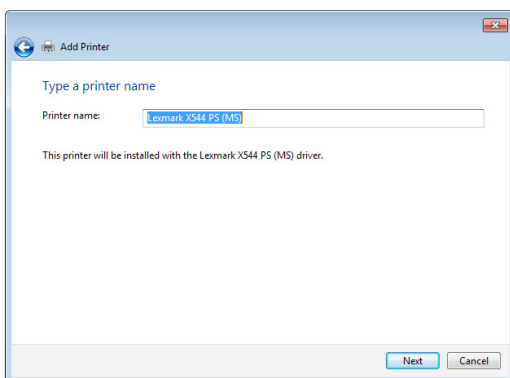 Add Printer
Type a printer name
Printer name: Lexmark X544 PS (MS)
This printer will be installed with the Lexmark X544 PS (MS) driver.
Next Cancel